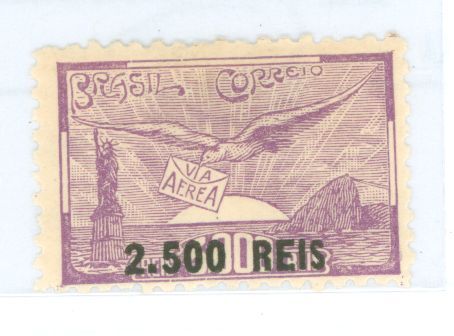 BRASIL CORREIO
VIA
AEREA
2.500 REIS